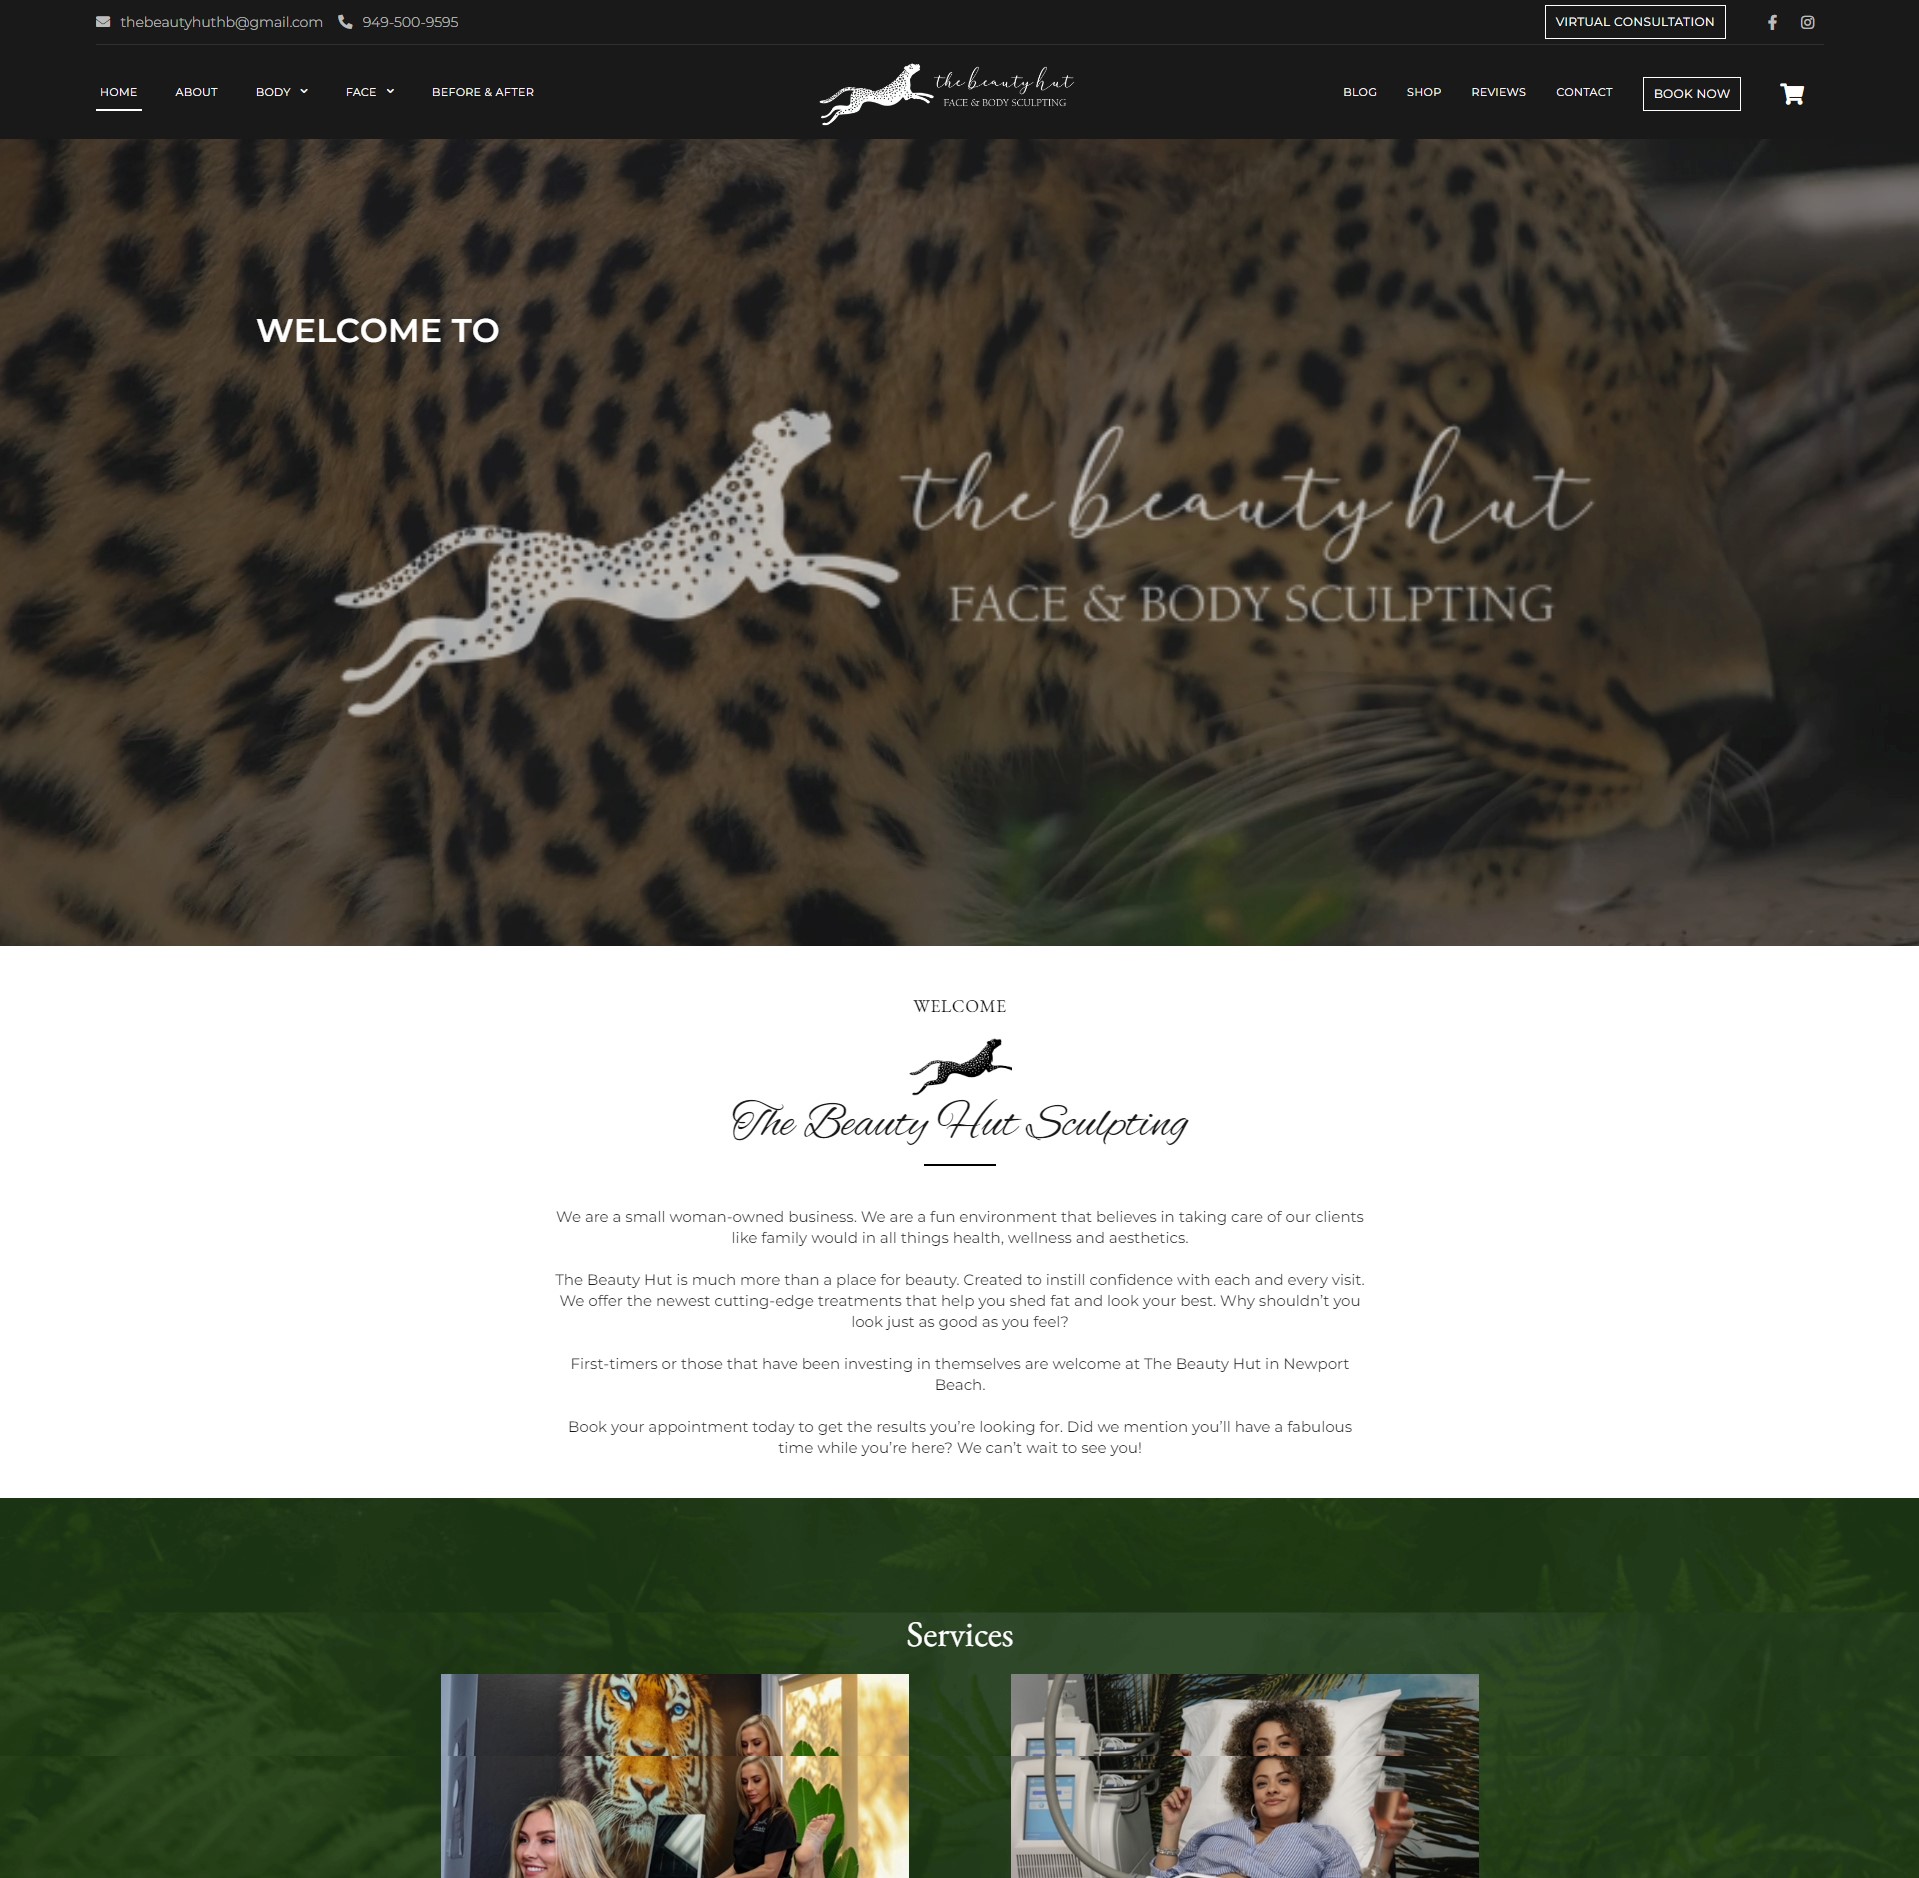 thebeautyhuthb@gmail.com 949-500-9595 VIRTUAL CONSULTATION
HOME ABOUT BODY FACE BEFORE & AFTER
the beauty hut
FACE & BODY SCULPTING
BLOG SHOP REVIEWS CONTACT BOOK NOW
WELCOME TO
the beauty hut
FACE & BODY SCULPTING
WELCOME
The Beauty Hut Sculpting
We are a small woman-owned business. We are a fun environment that believes in taking care of our clients
like family would in all things health, wellness and aesthetics.
The Beauty Hut is much more than a place for beauty. Created to instill confidence with each and every visit.
We offer the newest cutting-edge treatments that help you shed fat and look your best. Why shouldn’t you
look just as good as you feel?
First-timers or those that have been investing in themselves are welcome at The Beauty Hut in Newport
Beach.
Book your appointment today to get the results you’re looking for. Did we mention you’ll have a fabulous
time while you’re here? We can’t wait to see you!
Services